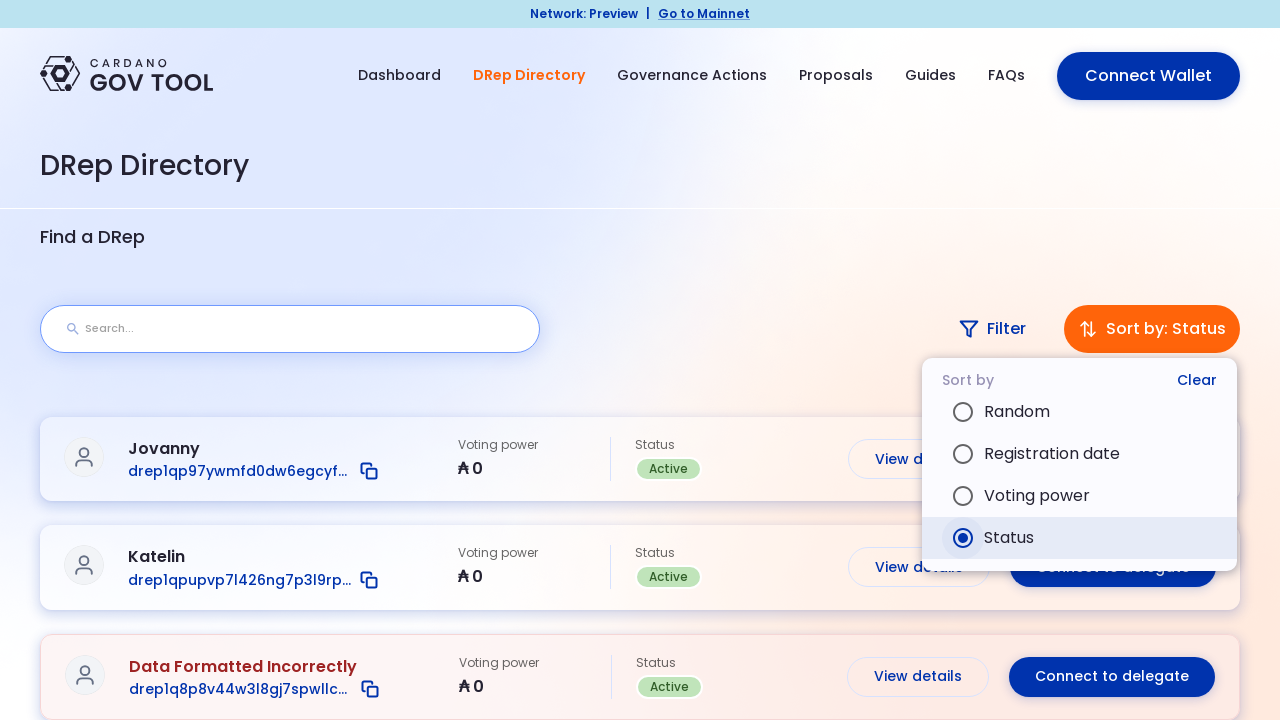 Network: Preview | Go to Mainnet
CARDANO
GOV TOOL
Dashboard
DRep Directory
Governance Actions
Proposals
Guides
FAQs
Connect Wallet
DRep Directory
Find a DRep
Search...
Filter
Sort by: Status
Sort by
Clear
Random
Registration date
Voting power
Status
Jovanny
drep1qp97ywmfd0dw6egcyf...
Voting power
₳ 0
Status
Active
View d
Katelin
drep1qpupvp7l426ng7p3l9rp...
Voting power
₳ 0
Status
Active
View details
Connect to delegate
Data Formatted Incorrectly
drep1q8p8v44w3l8gj7spwllc...
Voting power
₳ 0
Status
Active
View details
Connect to delegate